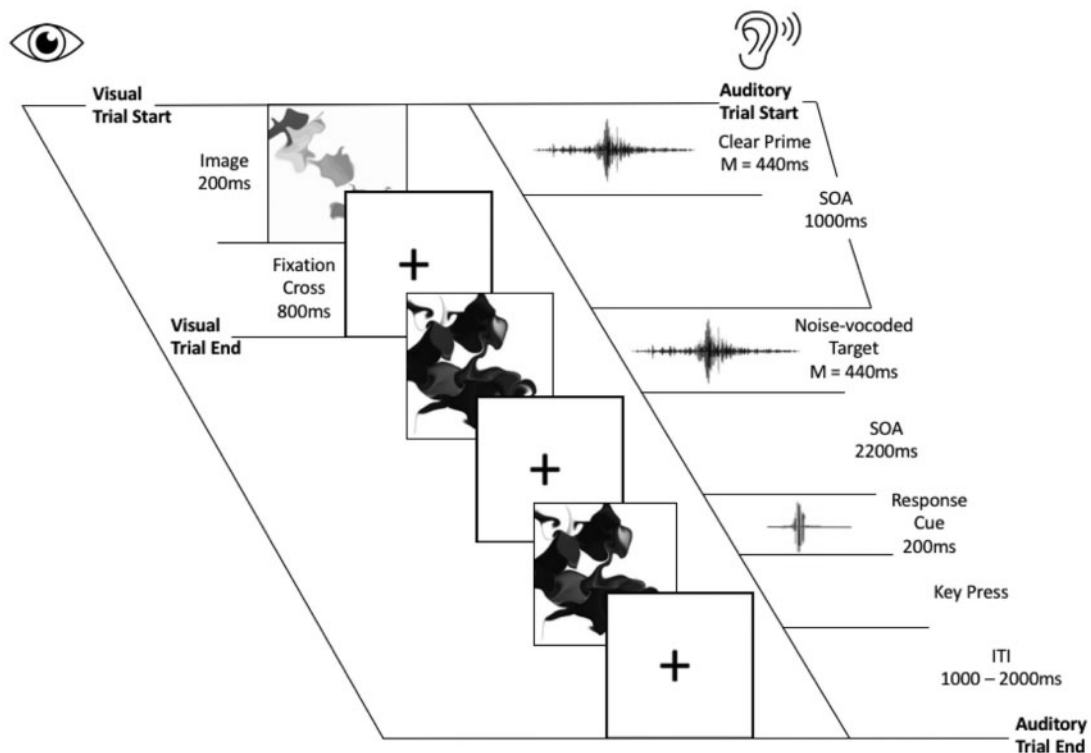 Visual
Trial Start
Image
200ms
Fixation
Cross
800ms
Visual
Trial End
Auditory
Trial Start
Clear Prime
M = 440ms
SOA
1000ms
Noise-vocoded
Target
M = 440ms
SOA
2200ms
Response
Cue
200ms
Key Press
ITI
1000 – 2000ms
Auditory
Trial End